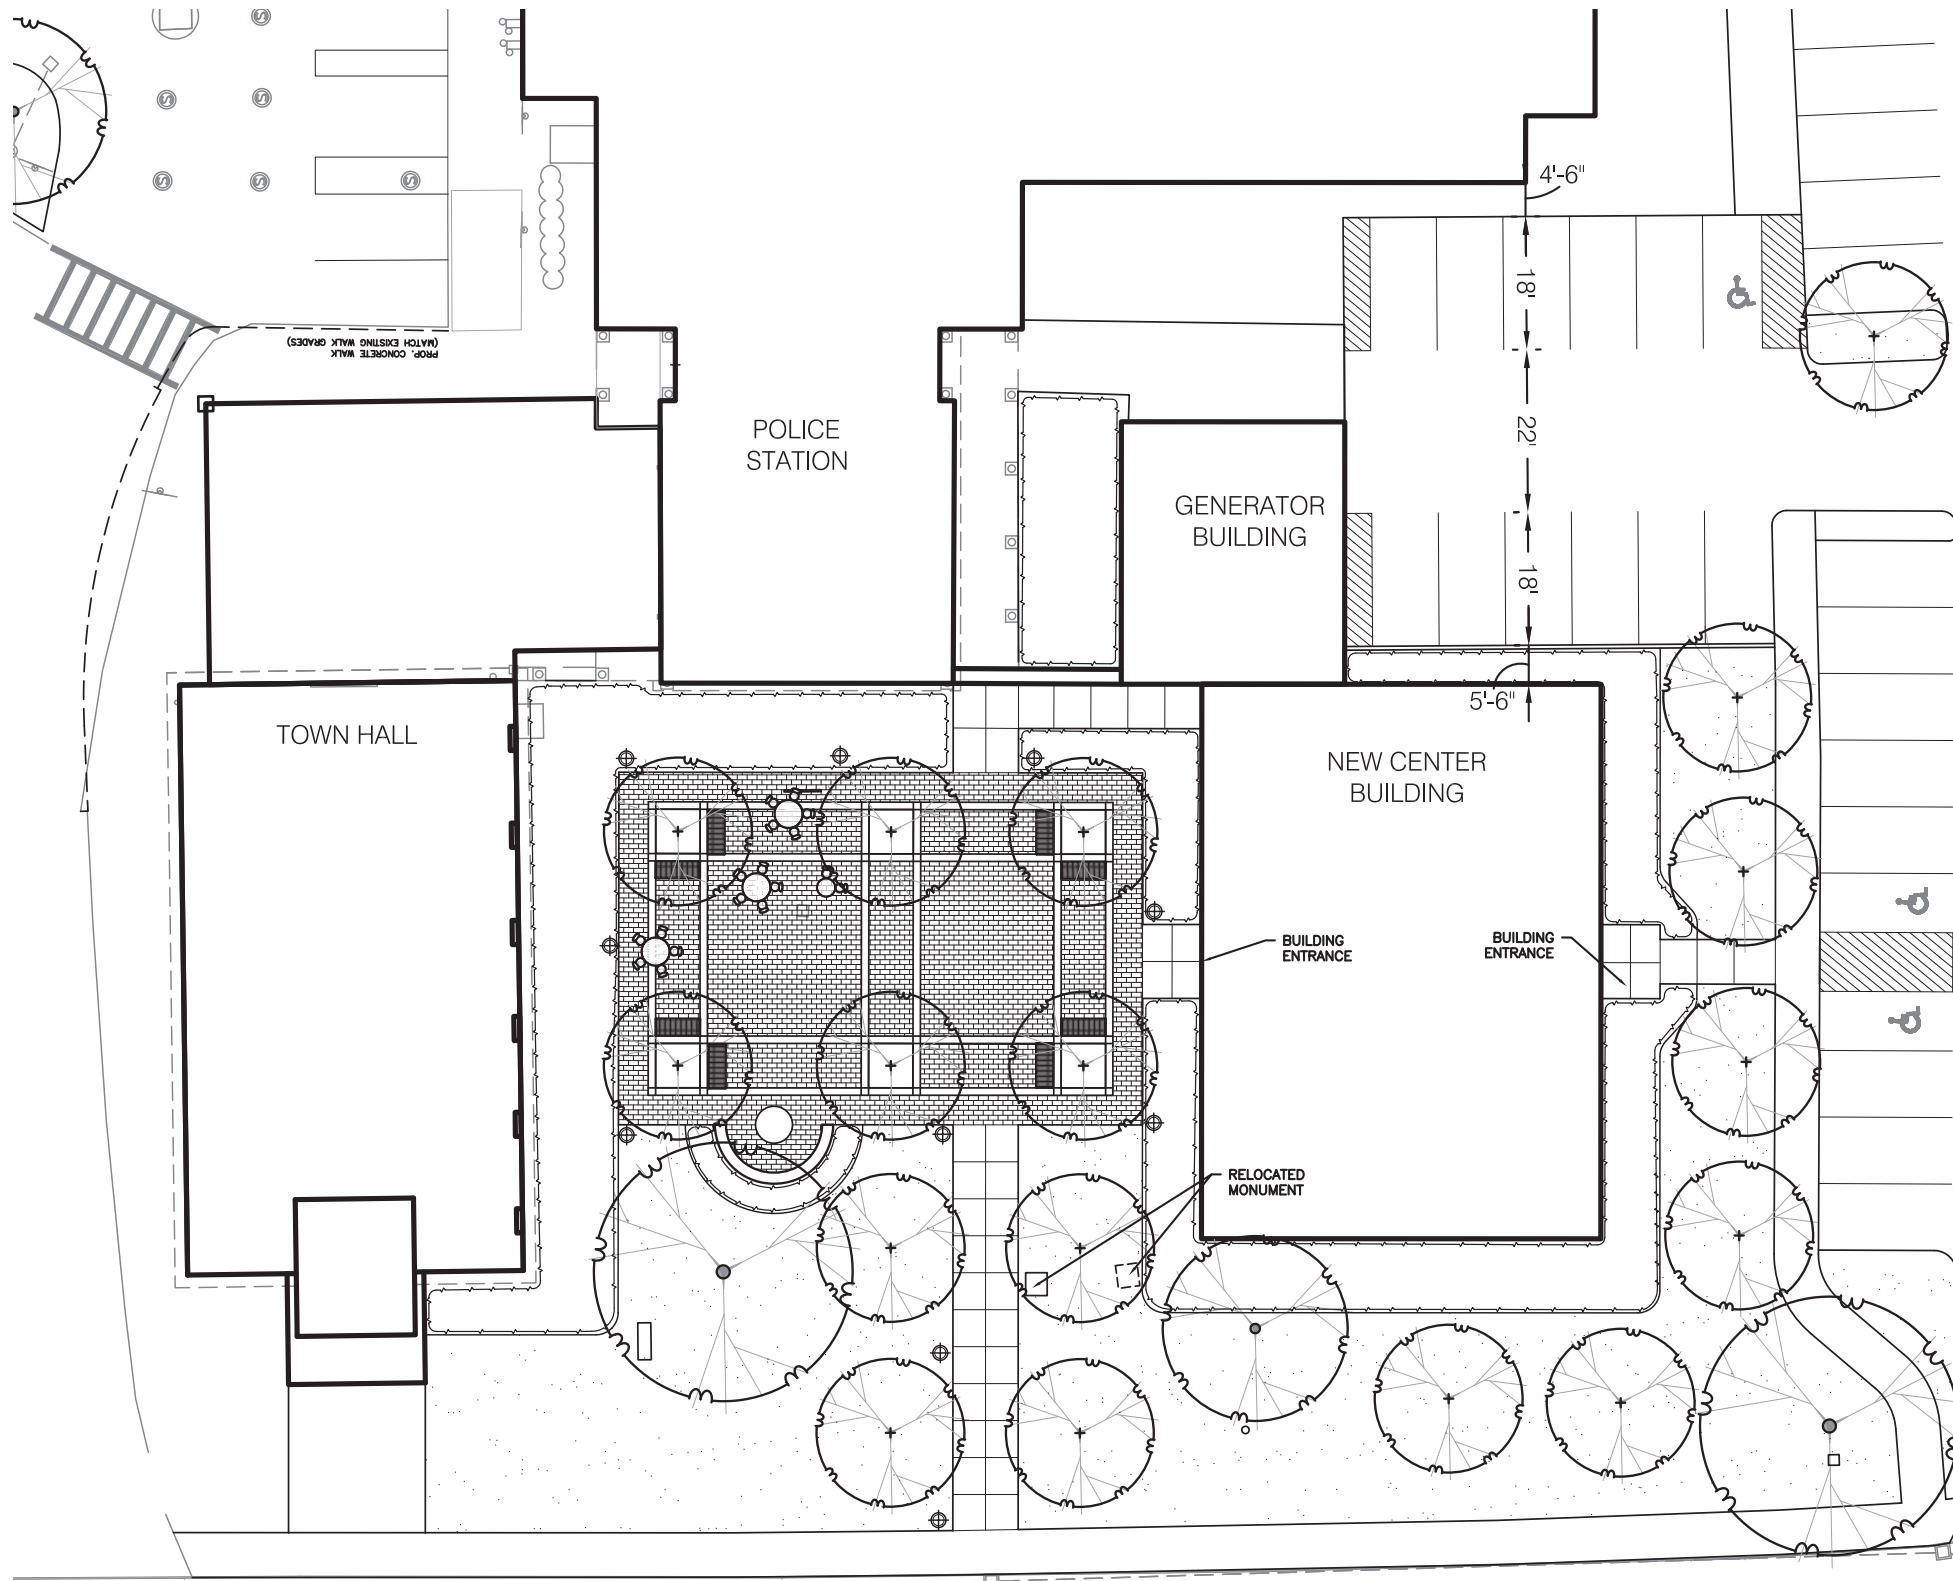 4'-6"
18'
PROP. CONCRETE WALK
(MATCH EXISTING WALK GRADES)
POLICE
STATION
22'
GENERATOR
BUILDING
18'
5'-6"
TOWN HALL
NEW CENTER
BUILDING
BUILDING
ENTRANCE
BUILDING
ENTRANCE
RELOCATED
MONUMENT
S
S
S
S
S
S